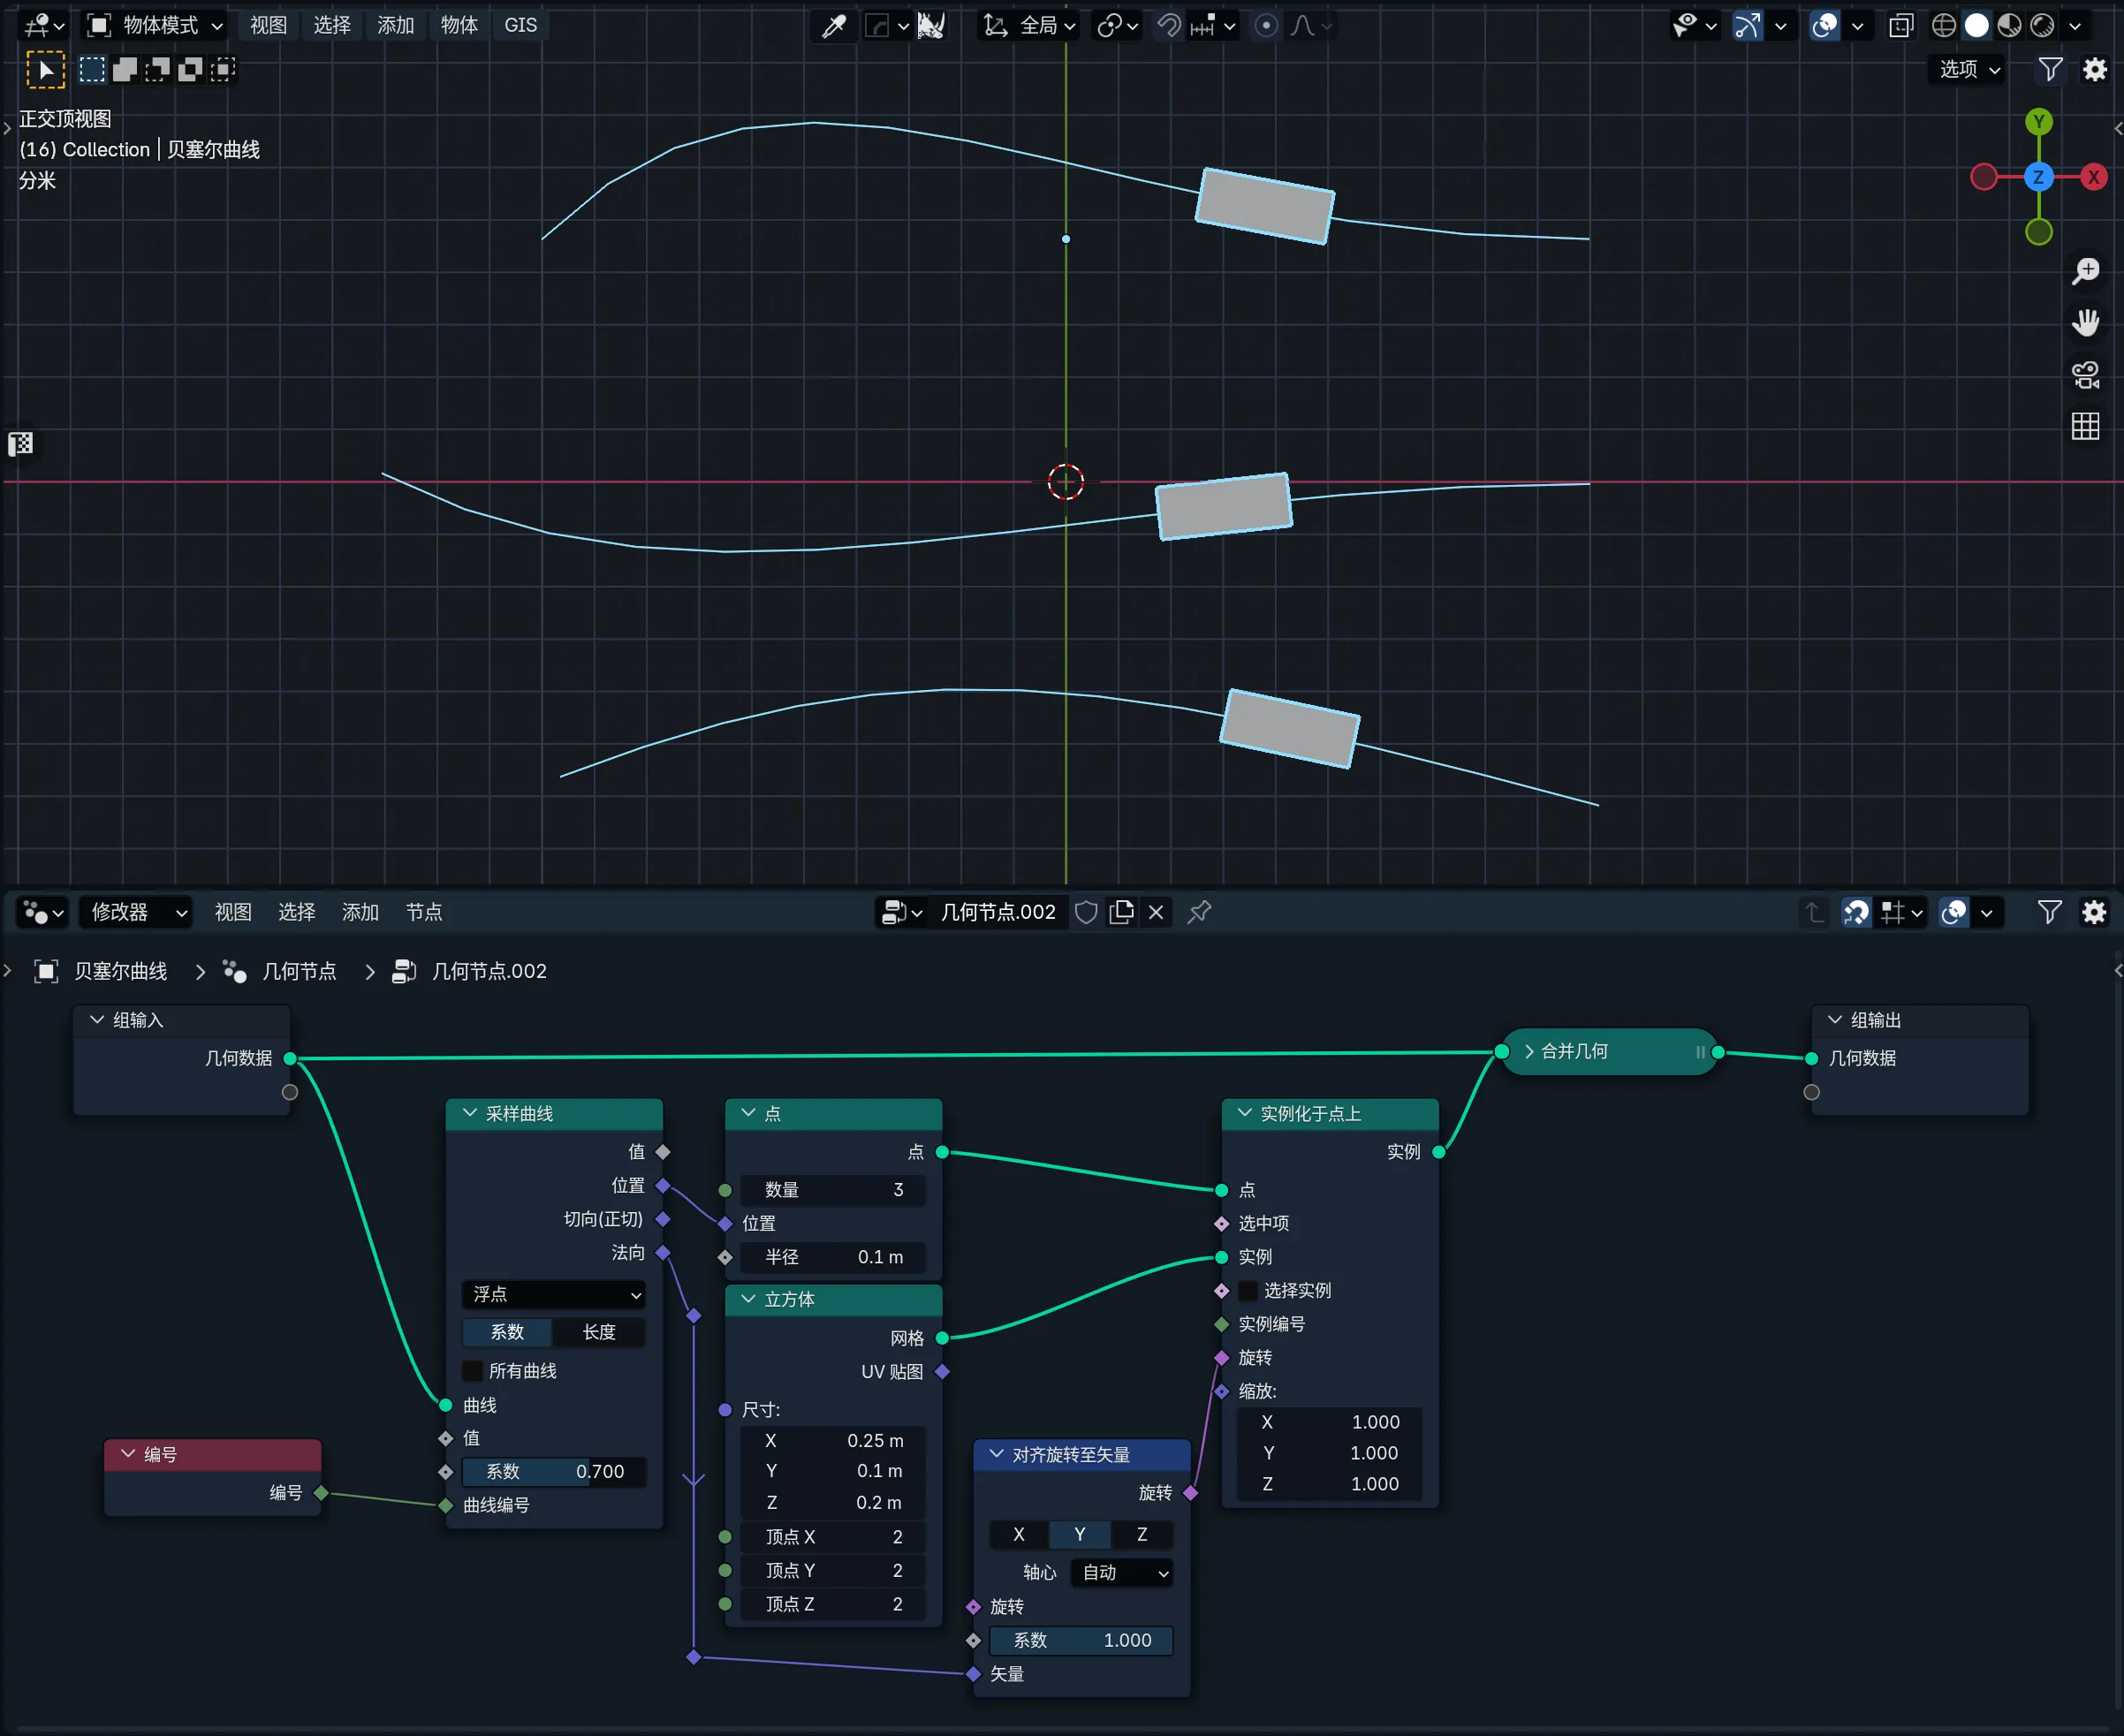 物体模式 视图 选择 添加 物体 GIS 全局
选项
正交顶视图
(16) Collection | 贝塞尔曲线
分米
Y
Z X
修改器 视图 选择 添加 节点 几何节点.002
贝塞尔曲线 几何节点 几何节点.002
组输入
几何数据
编号
编号
采样曲线
值
位置
切向(正切)
法向
浮点
系数 长度
所有曲线
曲线
值
系数 0.700
曲线编号
点
点
数量 3
位置
半径 0.1 m
立方体
网格
UV 贴图
尺寸:
X 0.25 m
Y 0.1 m
Z 0.2 m
顶点 X 2
顶点 Y 2
顶点 Z 2
对齐旋转至矢量
旋转
X Y Z
轴心 自动
旋转
系数 1.000
矢量
实例化于点上
实例
点
选中项
实例
选择实例
实例编号
旋转
缩放:
X 1.000
Y 1.000
Z 1.000
合并几何
组输出
几何数据